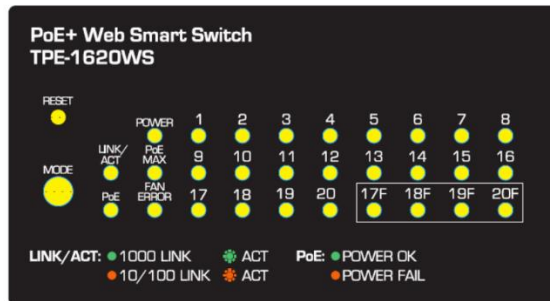 PoE+ Web Smart Switch
TPE-1620WS
RESET
POWER 1 2 3 4 5 6 7 8
LINK/ACT PoE MAX 9 10 11 12 13 14 15 16
MODE
PoE FAN ERROR 17 18 19 20 17F 18F 19F 20F
LINK/ACT: 1000 LINK ACT PoE: POWER OK
10/100 LINK ACT POWER FAIL